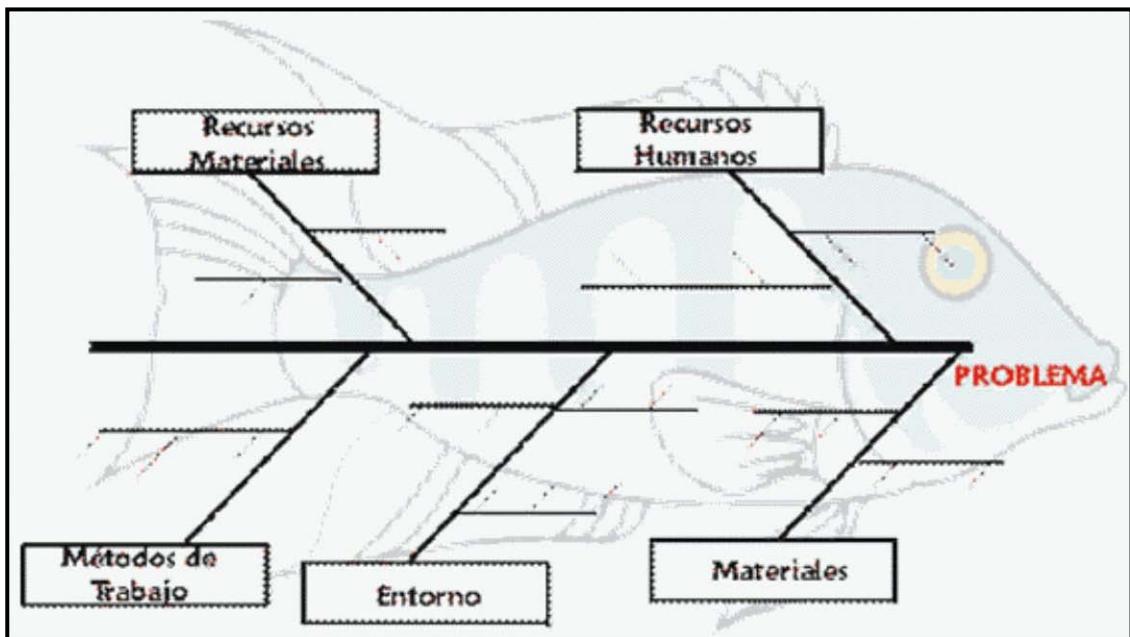 Recursos
Materiales
Recursos
Humanos
PROBLEMA
Métodos de
Trabajo
Entorno
Materiales